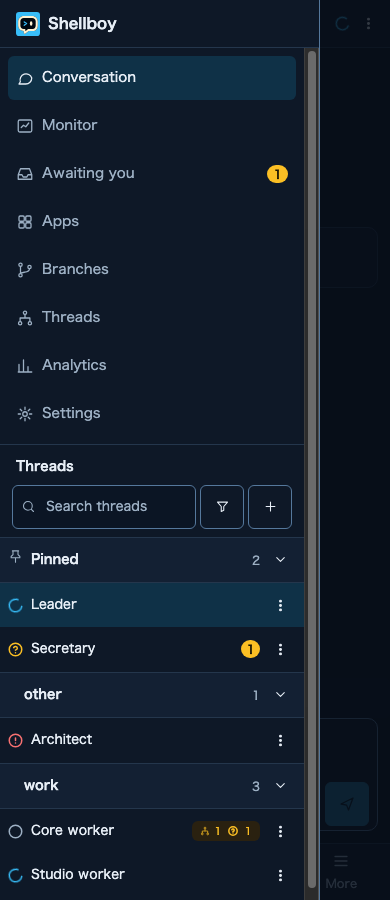 Shellboy
Conversation
Monitor
Awaiting you 1
Apps
Branches
Threads
Analytics
Settings
Threads
Search threads
Pinned 2
Leader
Secretary 1
other 1
Architect
work 3
Core worker 1 1
Studio worker
More